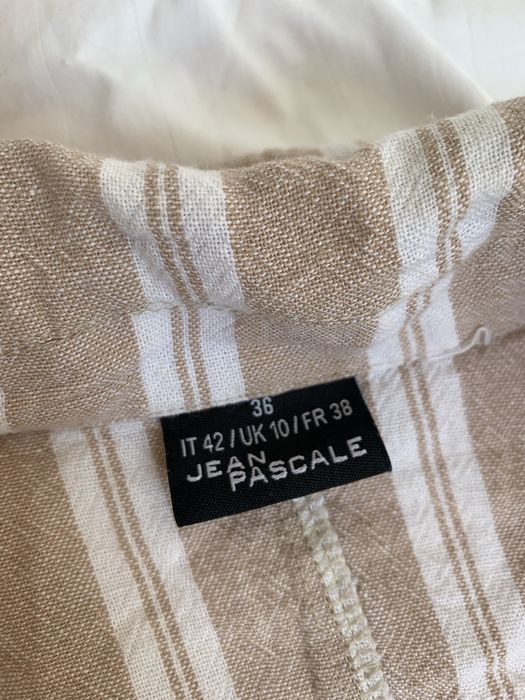 36
IT 42 / UK 10 / FR 38
JEAN
PASCALE